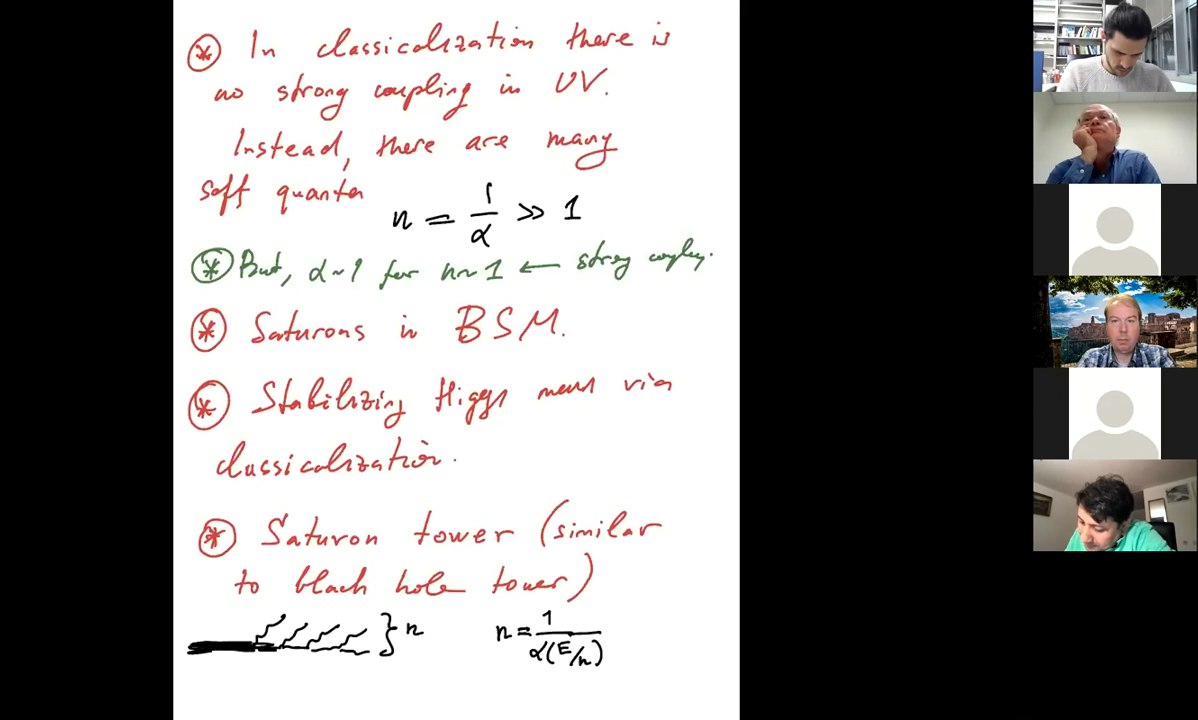 * In classicalization there is
no strong coupling in UV.
Instead, there are many
soft quanta n = 1/α >> 1
* But, α~1 for n~1 ← strong coupling.
* Saturons in BSM.
* Stabilizing Higgs mass via
classicalization.
* Saturon tower (similar
to black hole tower)
} n n = 1/α(E/n)